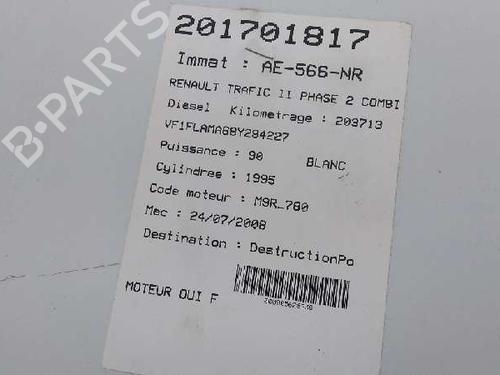 201701817
Immat : AE-566-NR
RENAULT TRAFIC II PHASE 2 COMBI
Diesel Kilometrage : 203713
VF1FLAMA68Y284227
Puissance : 90 BLANC
Cylindree : 1995
Code moteur : M9R_780
Mec : 24/07/2008
Destination : DestructionPo
MOTEUR OUI F
B-PARTS